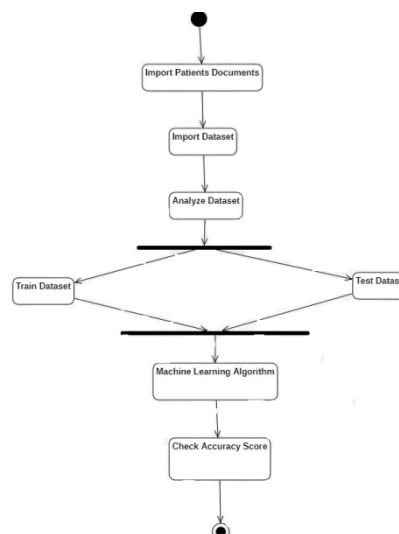 Import Patients Documents
Import Dataset
Analyze Dataset
Train Dataset
Test Datas
Machine Learning Algorithm
Check Accuracy Score